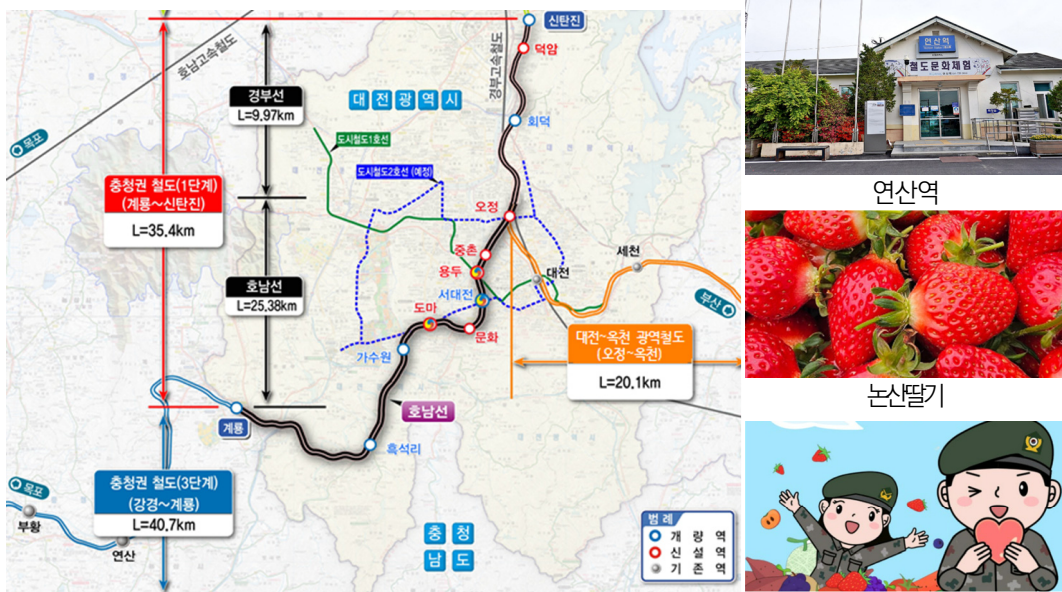 신탄진
덕암
호남고속철도
경부고속철도
경부선
L=9.97km
대전광역시
회덕
목포
도시철도1호선
도시철도2호선 (예정)
충청권 철도(1단계)
(계룡~신탄진)
L=35.4km
오정
중촌
세천
용두
대전
호남선
L=25.38km
서대전
부산
도마
문화
가수원
대전~옥천 광역철도
(오정~옥천)
L=20.1km
호남선
계룡
흑석리
충청권 철도(3단계)
(강경~계룡)
L=40.7km
목포
부황
연산
충청
남도
범례
개량역
신설역
기존역
연산역
철도문화체험
연산역
논산딸기